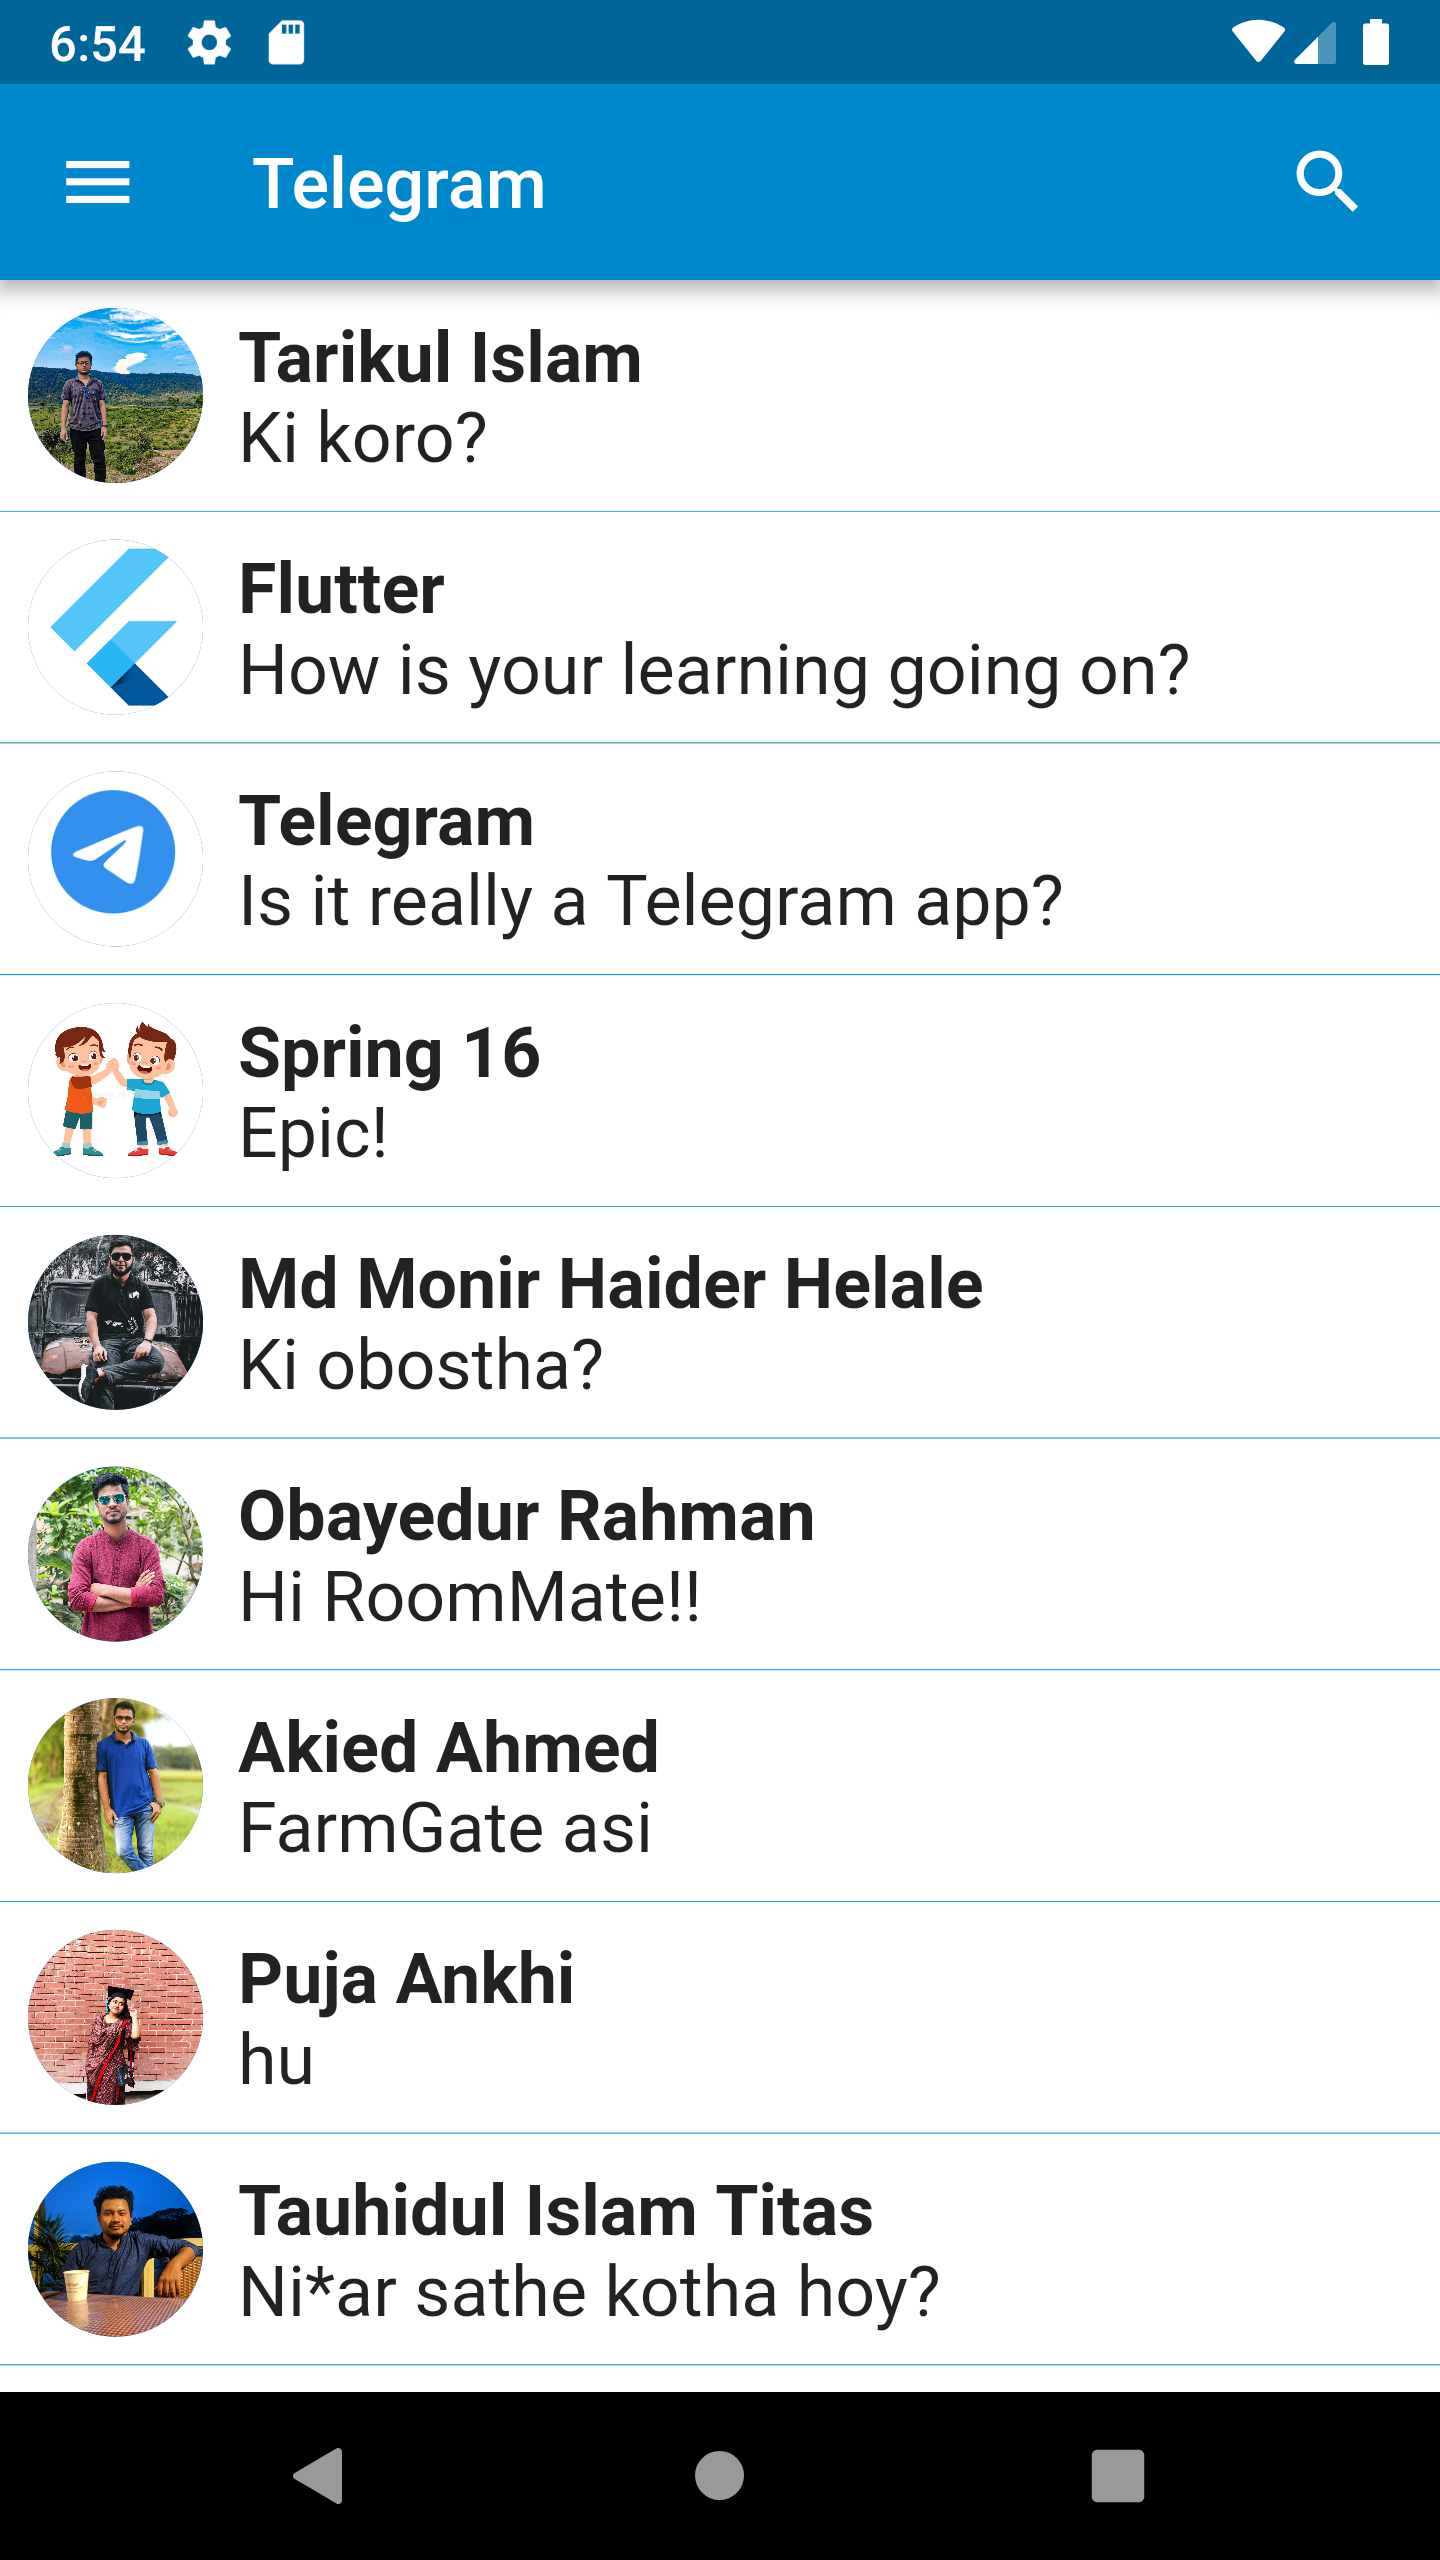 6:54
Telegram
Tarikul Islam
Ki koro?
Flutter
How is your learning going on?
Telegram
Is it really a Telegram app?
Spring 16
Epic!
Md Monir Haider Helale
Ki obostha?
Obayedur Rahman
Hi RoomMate!!
Akied Ahmed
FarmGate asi
Puja Ankhi
hu
Tauhidul Islam Titas
Ni*ar sathe kotha hoy?